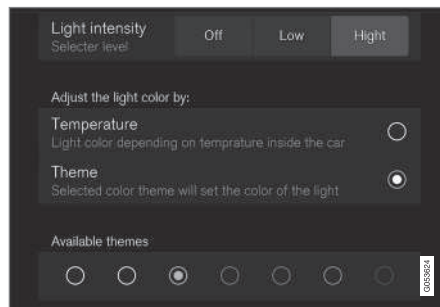 Light intensity
Selecter level
Off
Low
Hight
Adjust the light color by:
Temperature
Light color depending on temprature inside the car
Theme
Selected color theme will set the color of the light
Available themes
G053624